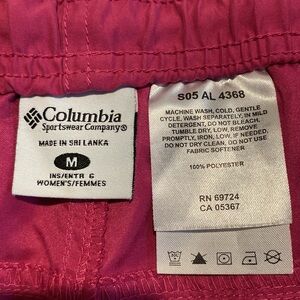 Columbia
Sportswear Company®
MADE IN SRI LANKA
M
INS/ENTR 6
WOMEN'S/FEMMES
S05 AL 4368
MACHINE WASH, COLD, GENTLE
CYCLE, WASH SEPARATELY, IN MILD
DETERGENT, DO NOT BLEACH,
TUMBLE DRY, LOW, REMOVE
PROMPTLY, IRON, LOW, IF NEEDED,
DO NOT DRY CLEAN, DO NOT USE
FABRIC SOFTENER
100% POLYESTER
RN 69724
CA 05367